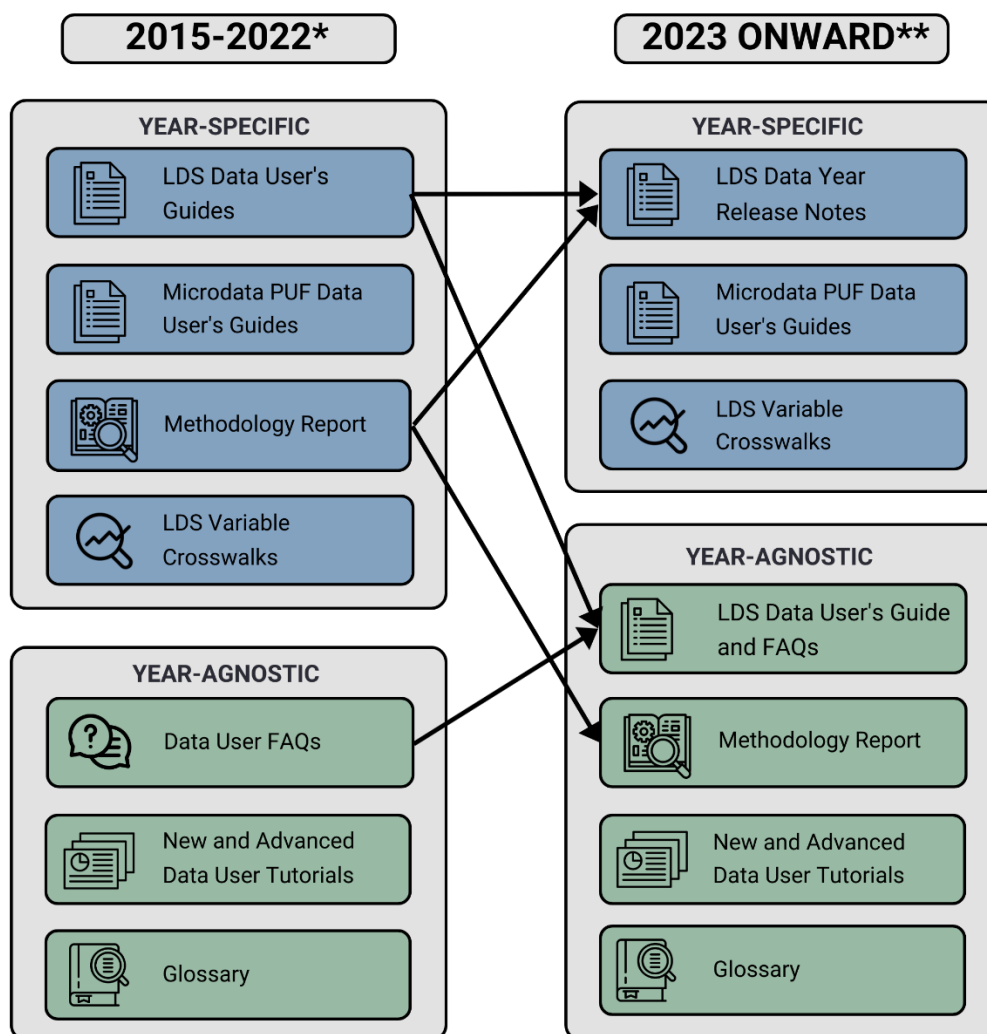 2015-2022*
YEAR-SPECIFIC
LDS Data User's
Guides
Microdata PUF Data
User's Guides
Methodology Report
LDS Variable
Crosswalks
YEAR-AGNOSTIC
Data User FAQs
New and Advanced
Data User Tutorials
Glossary
2023 ONWARD**
YEAR-SPECIFIC
LDS Data Year
Release Notes
Microdata PUF Data
User's Guides
LDS Variable
Crosswalks
YEAR-AGNOSTIC
LDS Data User's Guide
and FAQs
Methodology Report
New and Advanced
Data User Tutorials
Glossary